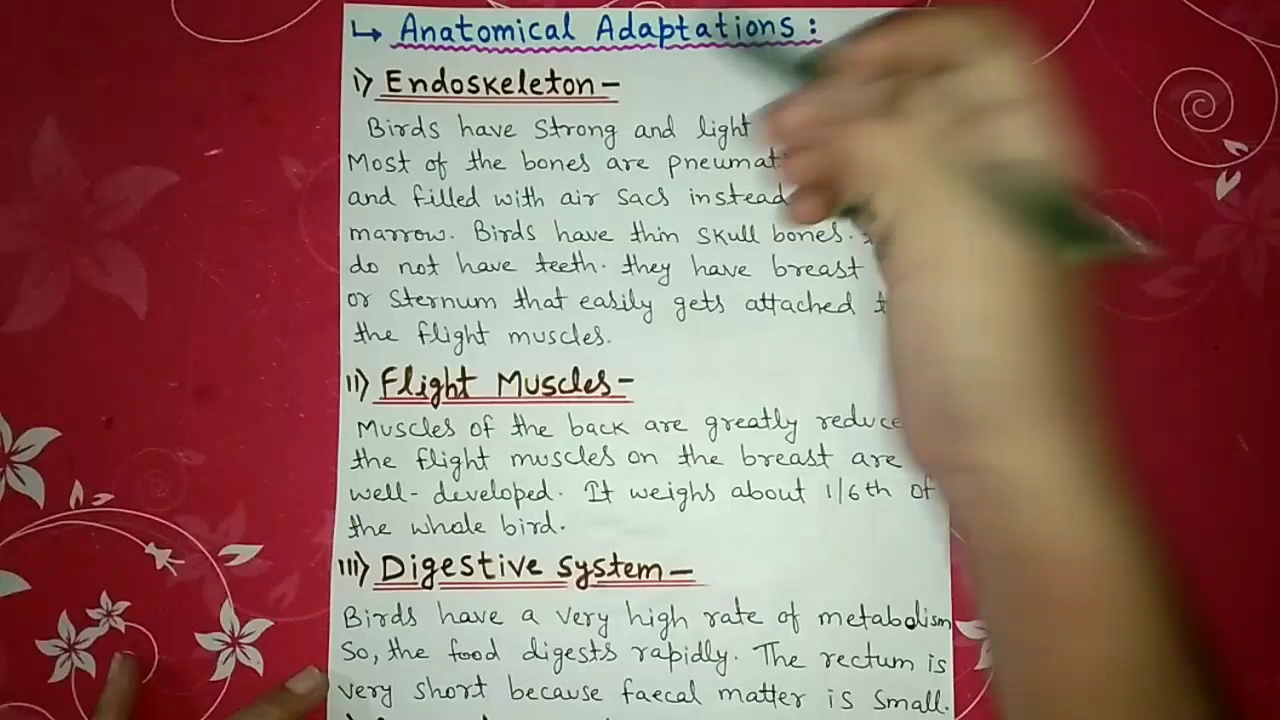 ↳ Anatomical Adaptations :
i) Endoskeleton –
Birds have strong and light
Most of the bones are pneumat
and filled with air sacs instead
marrow. Birds have thin skull bones.
do not have teeth. they have breast
or sternum that easily gets attached t
the flight muscles.
ii) Flight Muscles –
Muscles of the back are greatly reduce
the flight muscles on the breast are
well-developed. It weighs about 1/6th of
the whole bird.
iii) Digestive system –
Birds have a very high rate of metabolism
So, the food digests rapidly. The rectum is
very short because faecal matter is small.